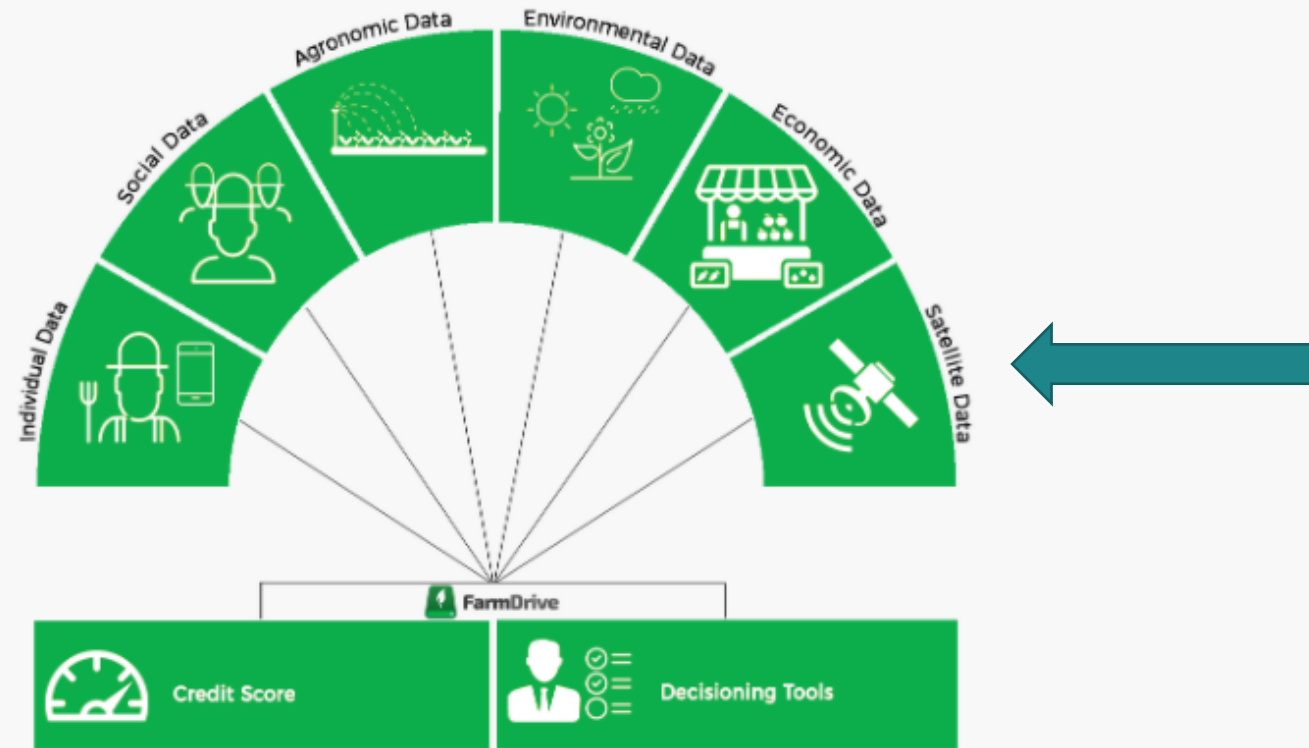 Individual Data
Social Data
Agronomic Data
Environmental Data
Economic Data
Satellite Data
FarmDrive
Credit Score
Decisioning Tools